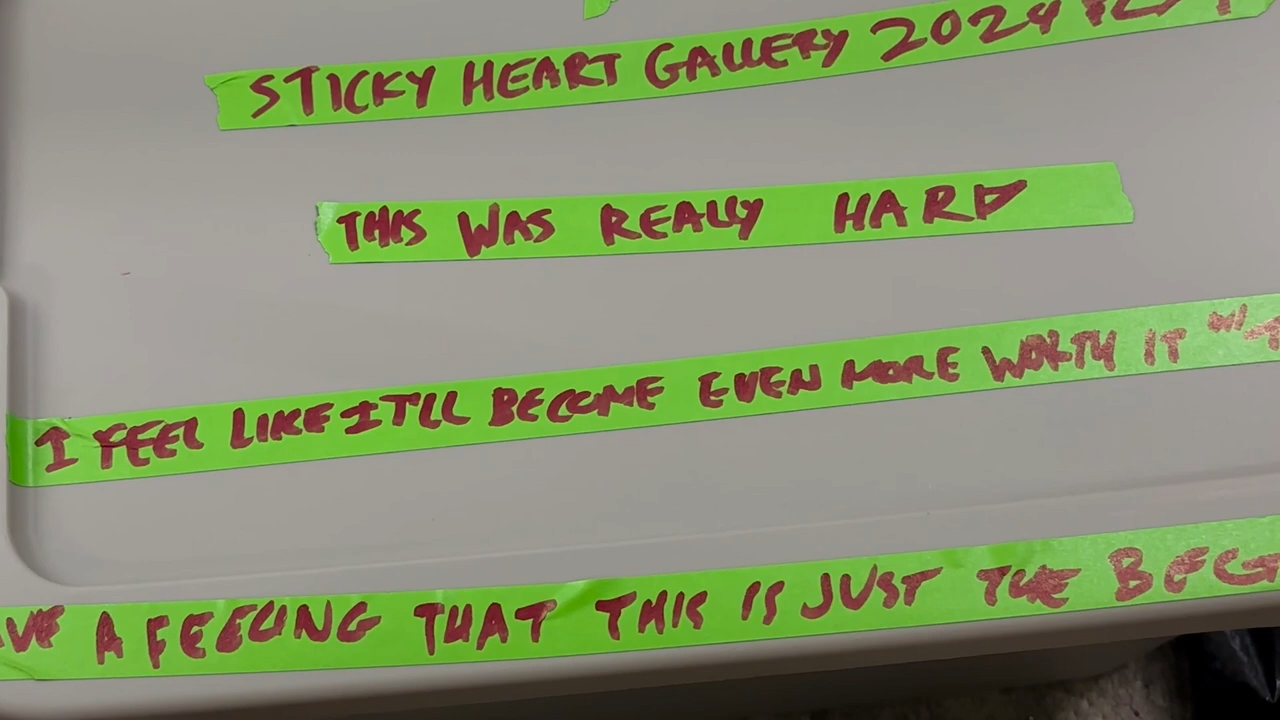 STICKY HEART GALLERY 2024
THIS WAS REALLY HARD
I FEEL LIKE IT'LL BECOME EVEN MORE WORTH IT W/
A FEELING THAT THIS IS JUST THE